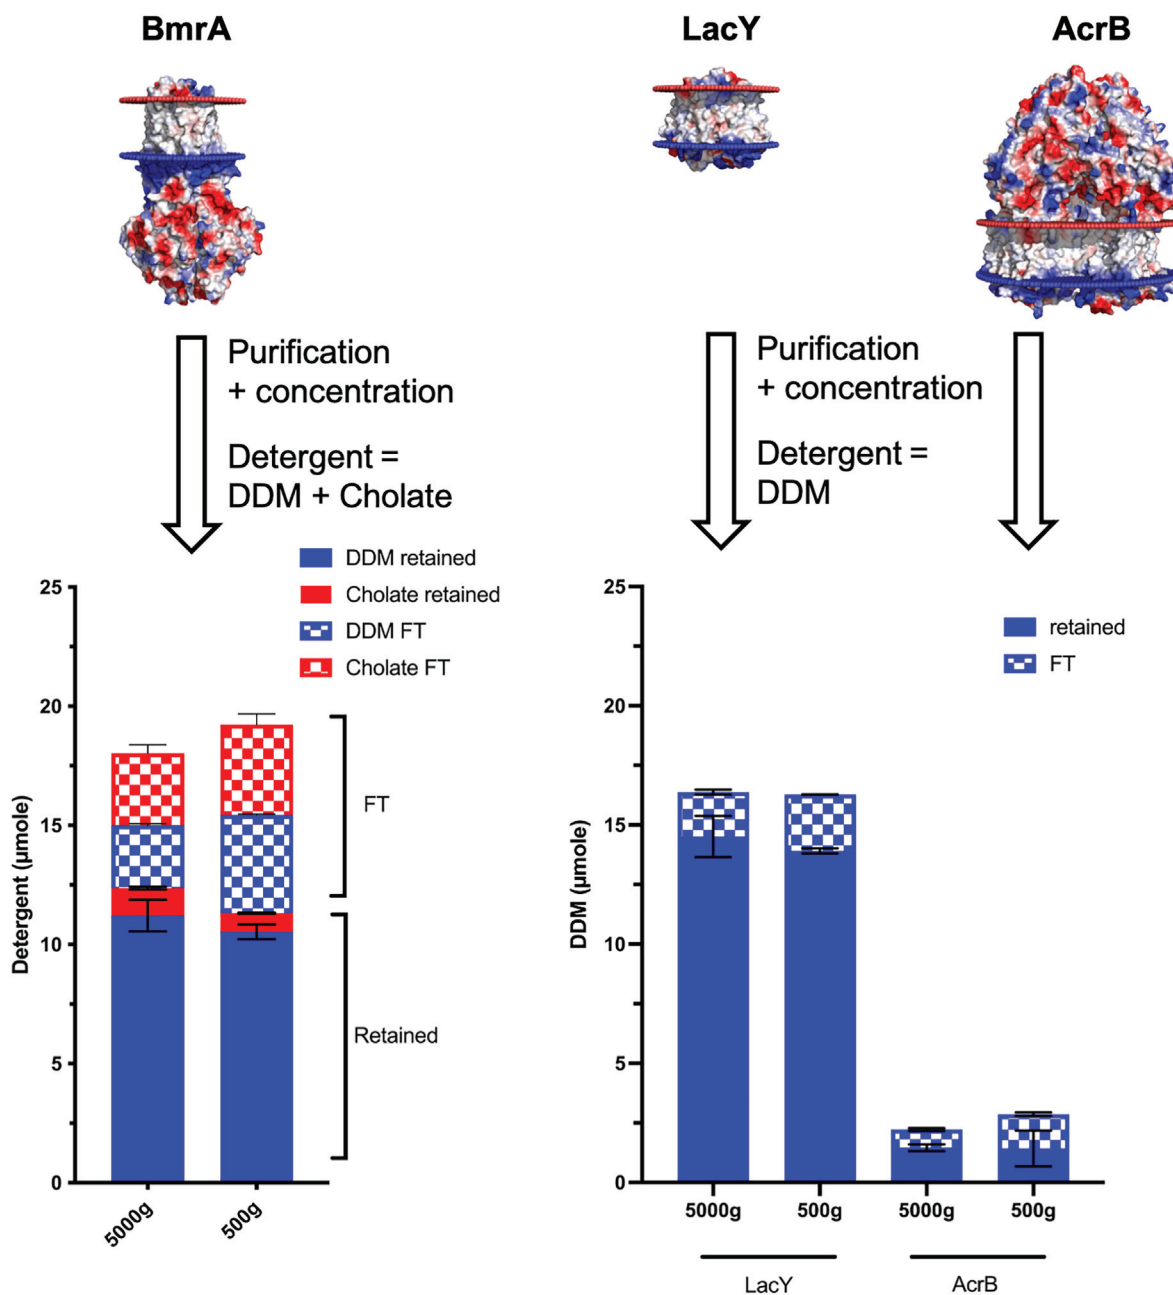 BmrA
LacY
AcrB
Purification
+ concentration
Detergent =
DDM + Cholate
Purification
+ concentration
Detergent =
DDM
DDM retained
Cholate retained
DDM FT
Cholate FT
25
20
15
10
5
0
Detergent (µmole)
FT
Retained
5000g
500g
retained
FT
25
20
15
10
5
0
DDM (µmole)
5000g
500g
5000g
500g
LacY
AcrB